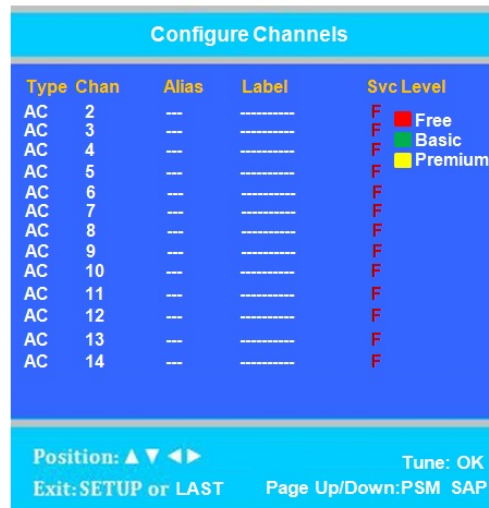 Configure Channels
Type Chan Alias Label Svc Level
AC 2 --- ---------- F Free
AC 3 --- ---------- F Basic
AC 4 --- ---------- F Premium
AC 5 --- ---------- F
AC 6 --- ---------- F
AC 7 --- ---------- F
AC 8 --- ---------- F
AC 9 --- ---------- F
AC 10 --- ---------- F
AC 11 --- ---------- F
AC 12 --- ---------- F
AC 13 --- ---------- F
AC 14 --- ---------- F
Position: ▲ ▼ ◀ ▶ Tune: OK
Exit: SETUP or LAST Page Up/Down:PSM SAP